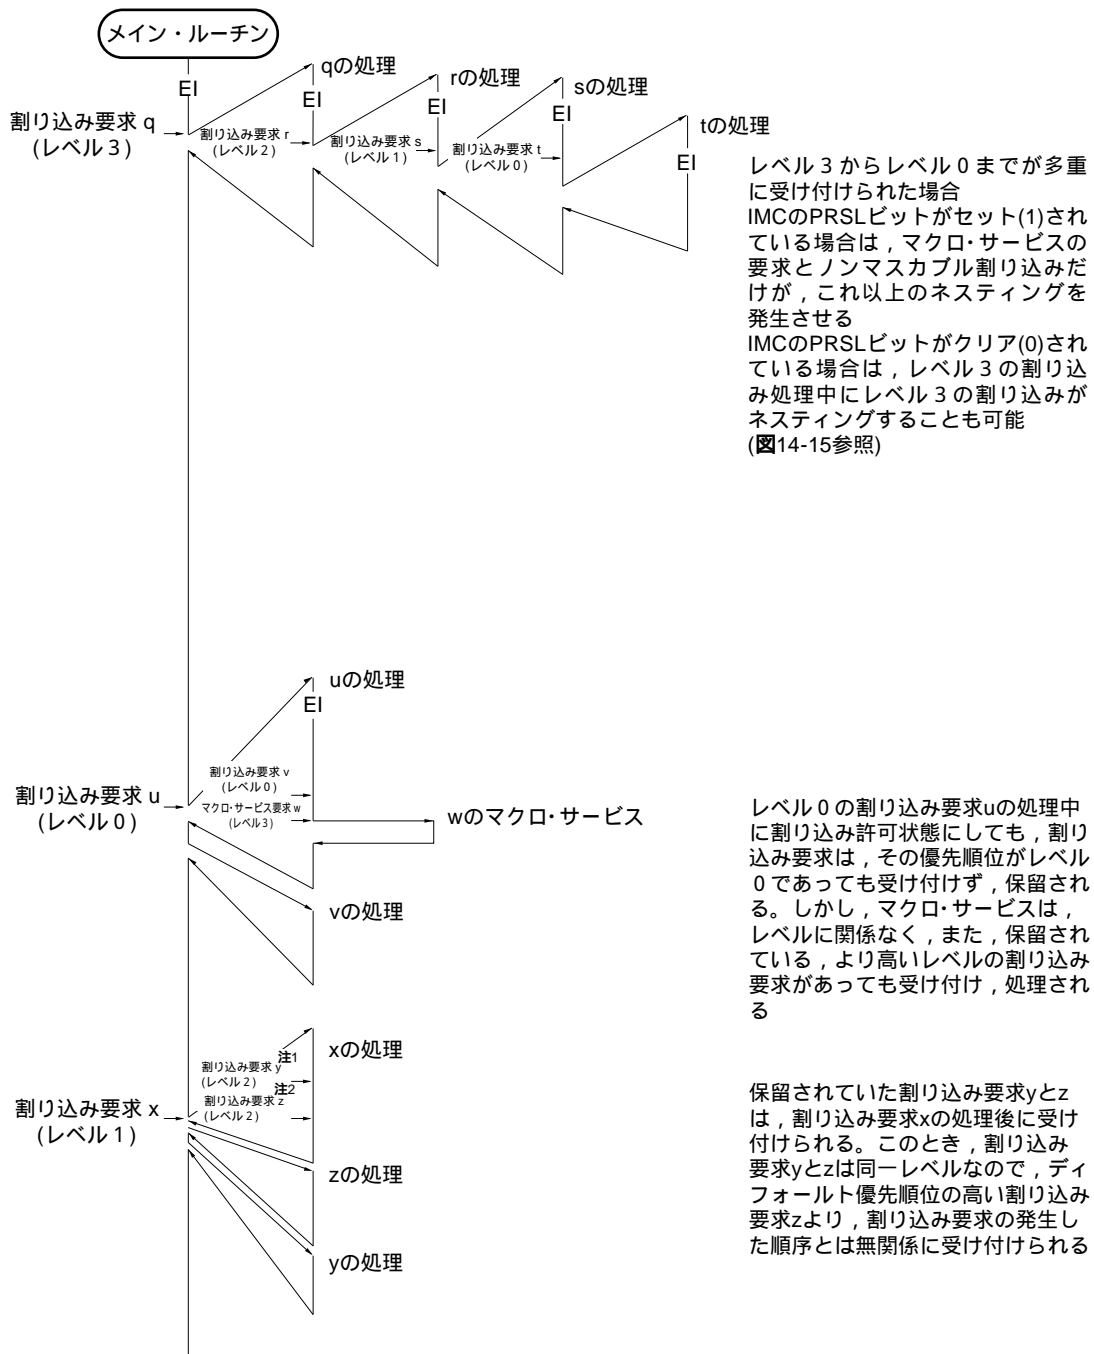 メイン・ルーチン
EI
qの処理
EI
rの処理
EI
sの処理
EI
tの処理
EI
割り込み要求 q
(レベル3)
割り込み要求 r
(レベル2)
割り込み要求 s
(レベル1)
割り込み要求 t
(レベル0)
レベル3からレベル0までが多重
に受け付けられた場合
IMCのPRSLビットがセット(1)され
ている場合は，マクロ・サービスの
要求とノンマスカブル割り込みだ
けが，これ以上のネスティングを
発生させる
IMCのPRSLビットがクリア(0)され
ている場合は，レベル3の割り込
み処理中にレベル3の割り込みが
ネスティングすることも可能
(図14-15参照)
uの処理
EI
割り込み要求 v
(レベル0)
割り込み要求 u
(レベル0)
マクロ・サービス要求 w
(レベル3)
wのマクロ・サービス
vの処理
レベル0の割り込み要求uの処理中
に割り込み許可状態にしても，割り
込み要求は，その優先順位がレベル
0であっても受け付けず，保留され
る。しかし，マクロ・サービスは，
レベルに関係なく，また，保留され
ている，より高いレベルの割り込み
要求があっても受け付け，処理され
る
xの処理
割り込み要求 y 注1
(レベル2)
割り込み要求 z 注2
(レベル2)
割り込み要求 x
(レベル1)
zの処理
yの処理
保留されていた割り込み要求yとz
は，割り込み要求xの処理後に受け
付けられる。このとき，割り込み
要求yとzは同一レベルなので，ディ
フォールト優先順位の高い割り込み
要求zより，割り込み要求の発生し
た順序とは無関係に受け付けられる